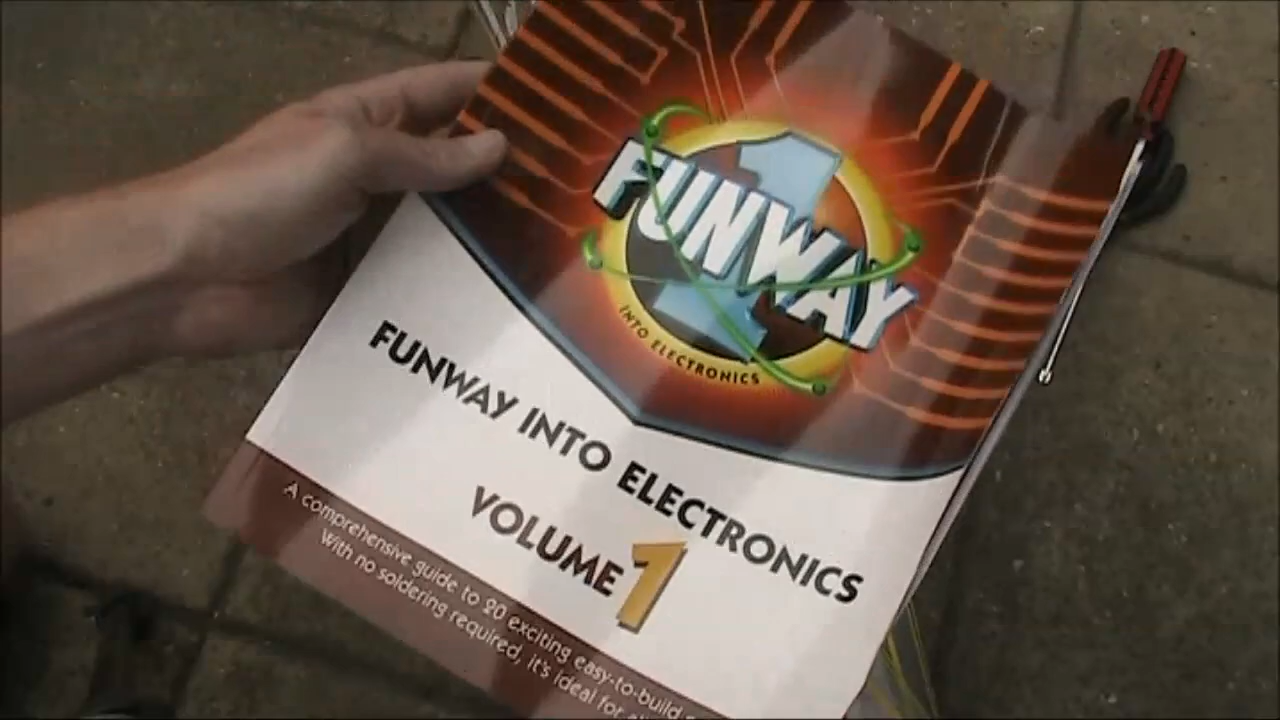 1
FUNWAY
INTO ELECTRONICS
FUNWAY INTO ELECTRONICS
VOLUME 1
A comprehensive guide to 20 exciting easy-to-build
With no soldering required, it's ideal for